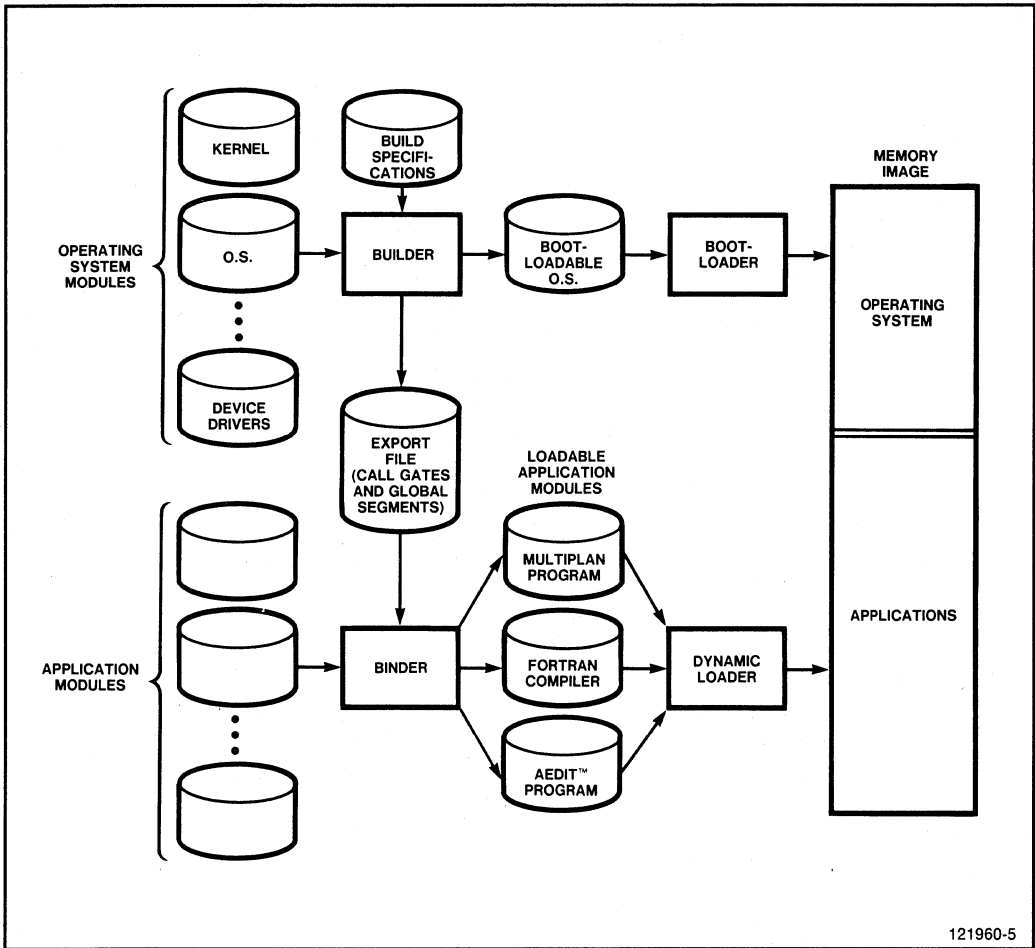 KERNEL
BUILD
SPECIFI-
CATIONS
MEMORY
IMAGE
OPERATING
SYSTEM
MODULES
O.S.
BUILDER
BOOT-
LOADABLE
O.S.
BOOT-
LOADER
OPERATING
SYSTEM
DEVICE
DRIVERS
EXPORT
FILE
(CALL GATES
AND GLOBAL
SEGMENTS)
LOADABLE
APPLICATION
MODULES
MULTIPLAN
PROGRAM
APPLICATIONS
APPLICATION
MODULES
BINDER
FORTRAN
COMPILER
DYNAMIC
LOADER
AEDIT™
PROGRAM
121960-5